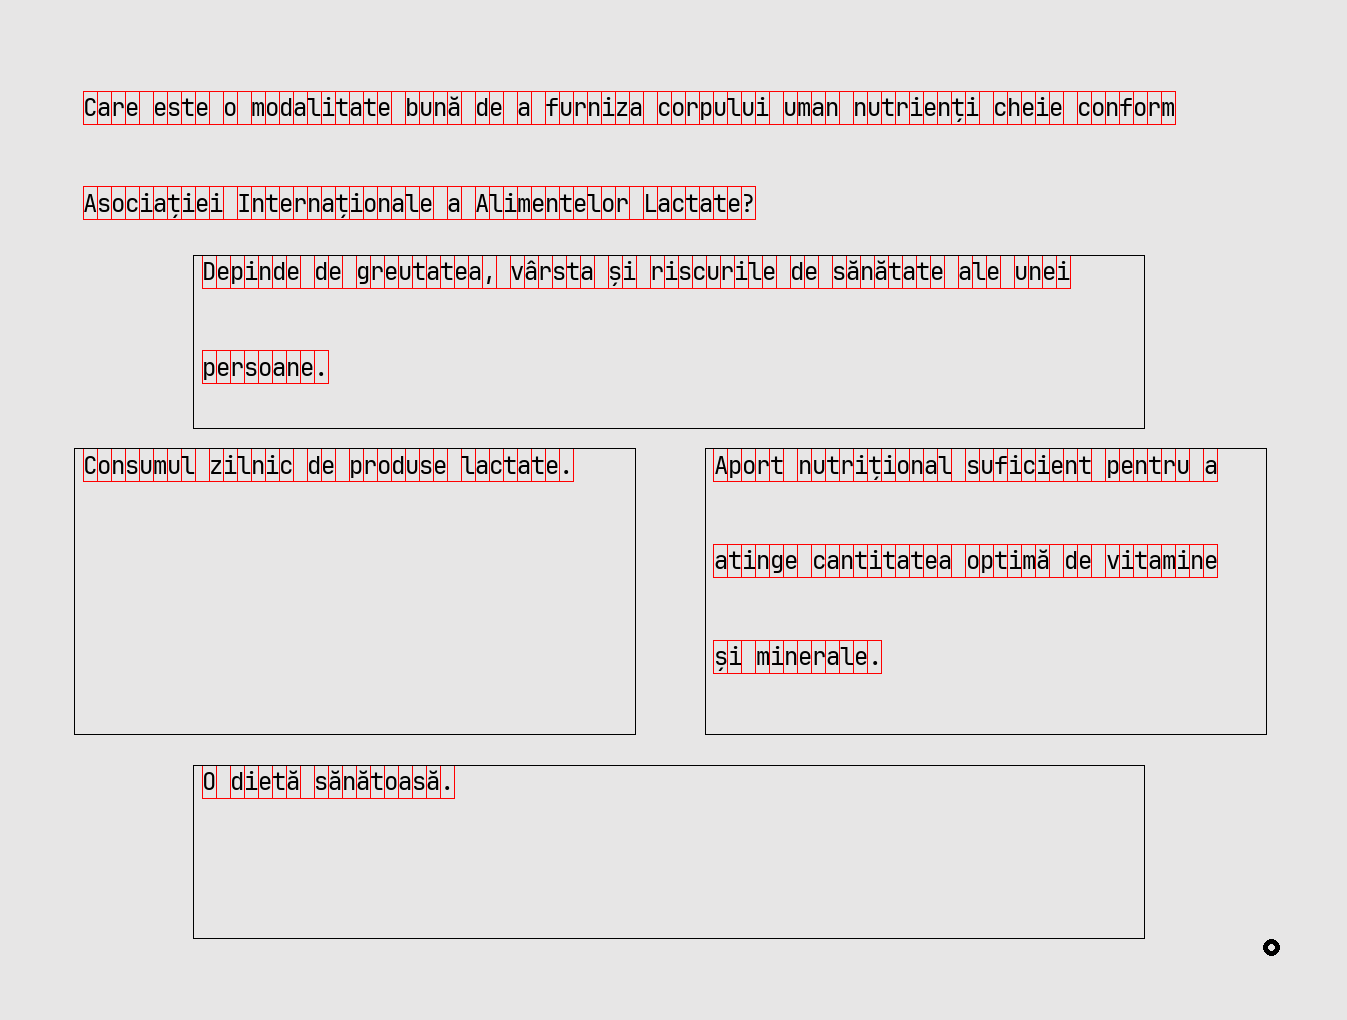 Care este o modalitate bună de a furniza corpului uman nutrienți cheie conform
Asociației Internaționale a Alimentelor Lactate?
Depinde de greutatea, vârsta și riscurile de sănătate ale unei
persoane.
Consumul zilnic de produse lactate.
Aport nutrițional suficient pentru a
atinge cantitatea optimă de vitamine
și minerale.
O dietă sănătoasă.